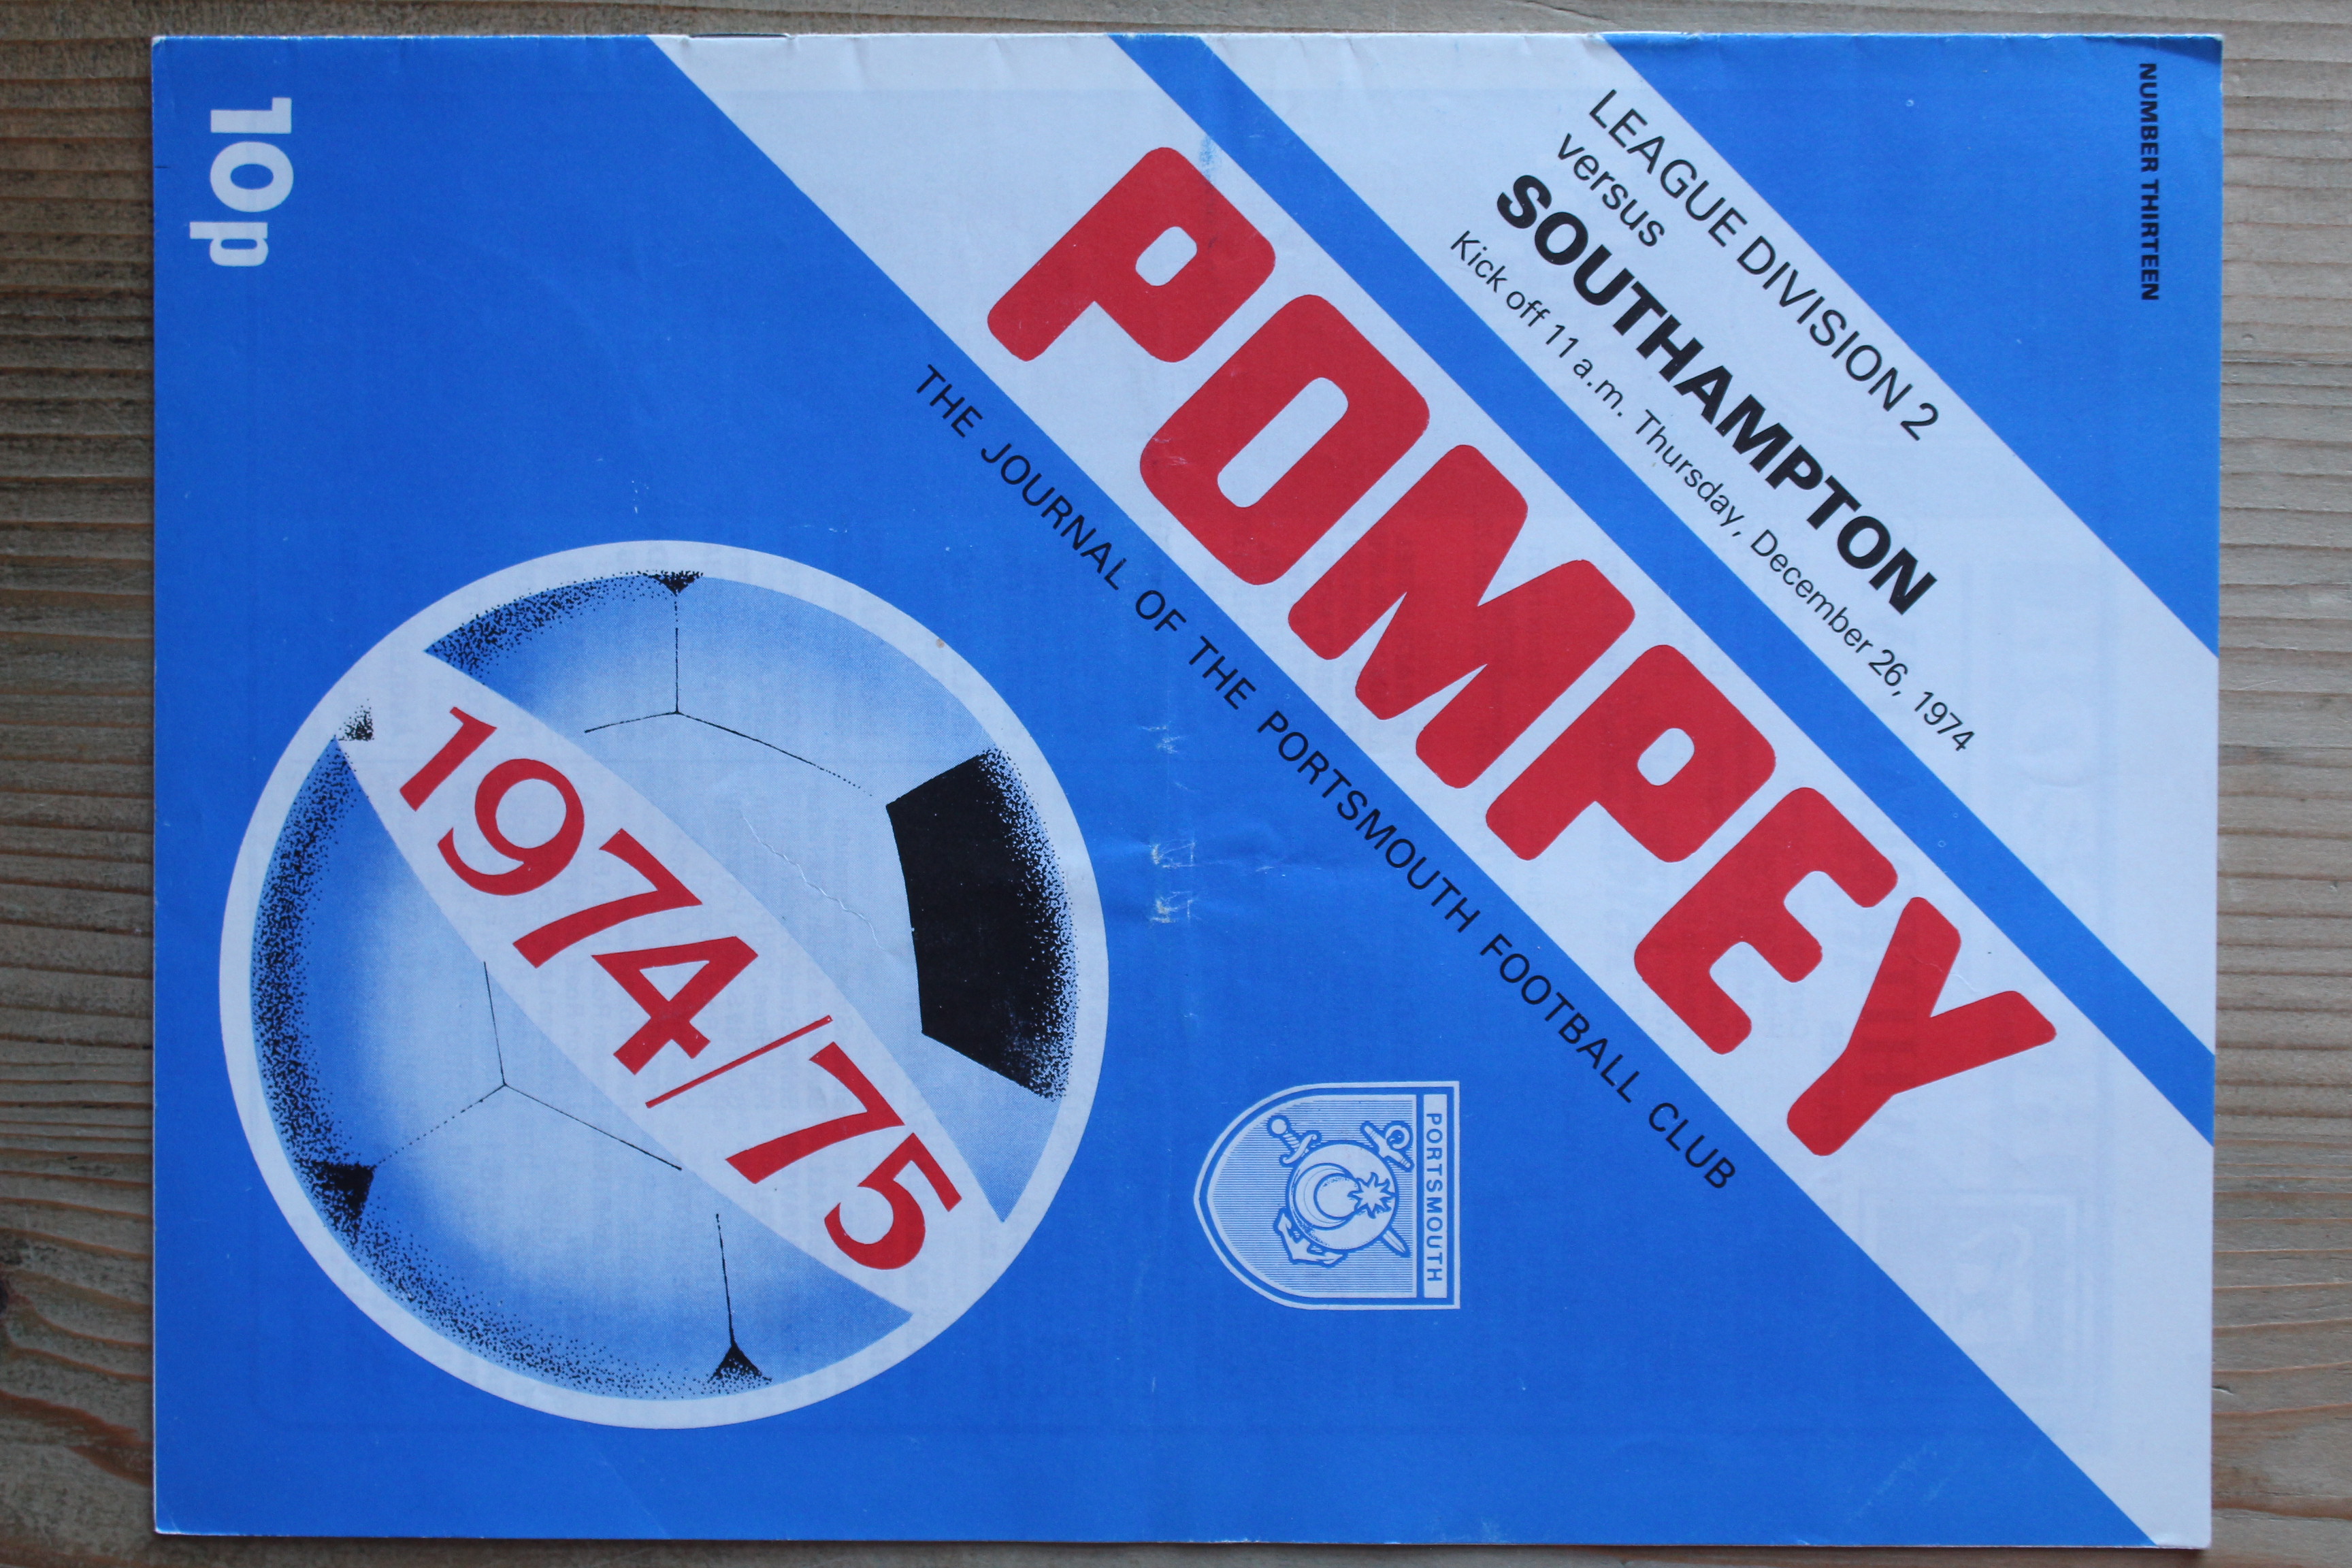 NUMBER THIRTEEN
LEAGUE DIVISION 2
versus
SOUTHAMPTON
Kick off 11 a.m. Thursday, December 26, 1974
POMPEY
THE JOURNAL OF THE PORTSMOUTH FOOTBALL CLUB
PORTSMOUTH
1974/75
10p